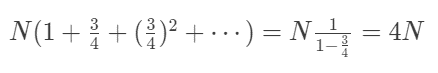 N(1 + 3/4 + (3/4)² + ⋯) = N 1/(1−3/4) = 4N